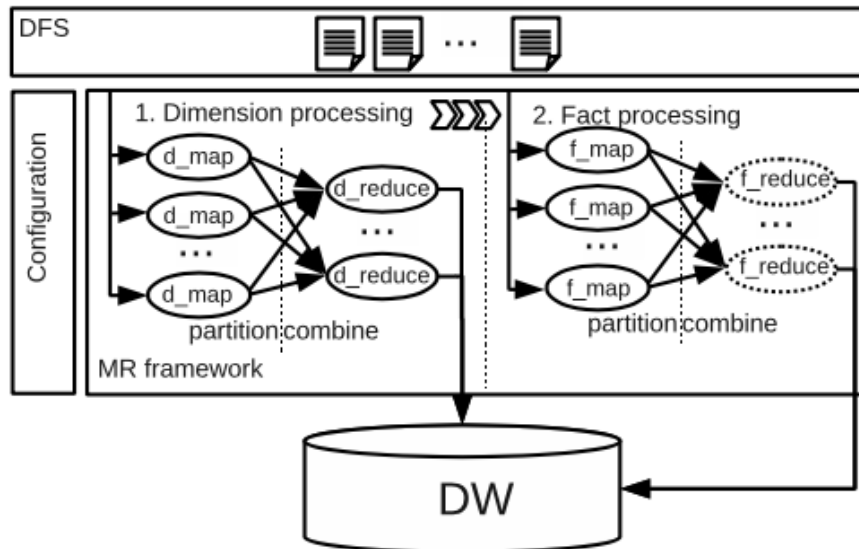 DFS
...
Configuration
1. Dimension processing
d_map
d_map
...
d_map
d_reduce
...
d_reduce
partition combine
2. Fact processing
f_map
f_map
...
f_map
f_reduce
...
f_reduce
partition combine
MR framework
DW